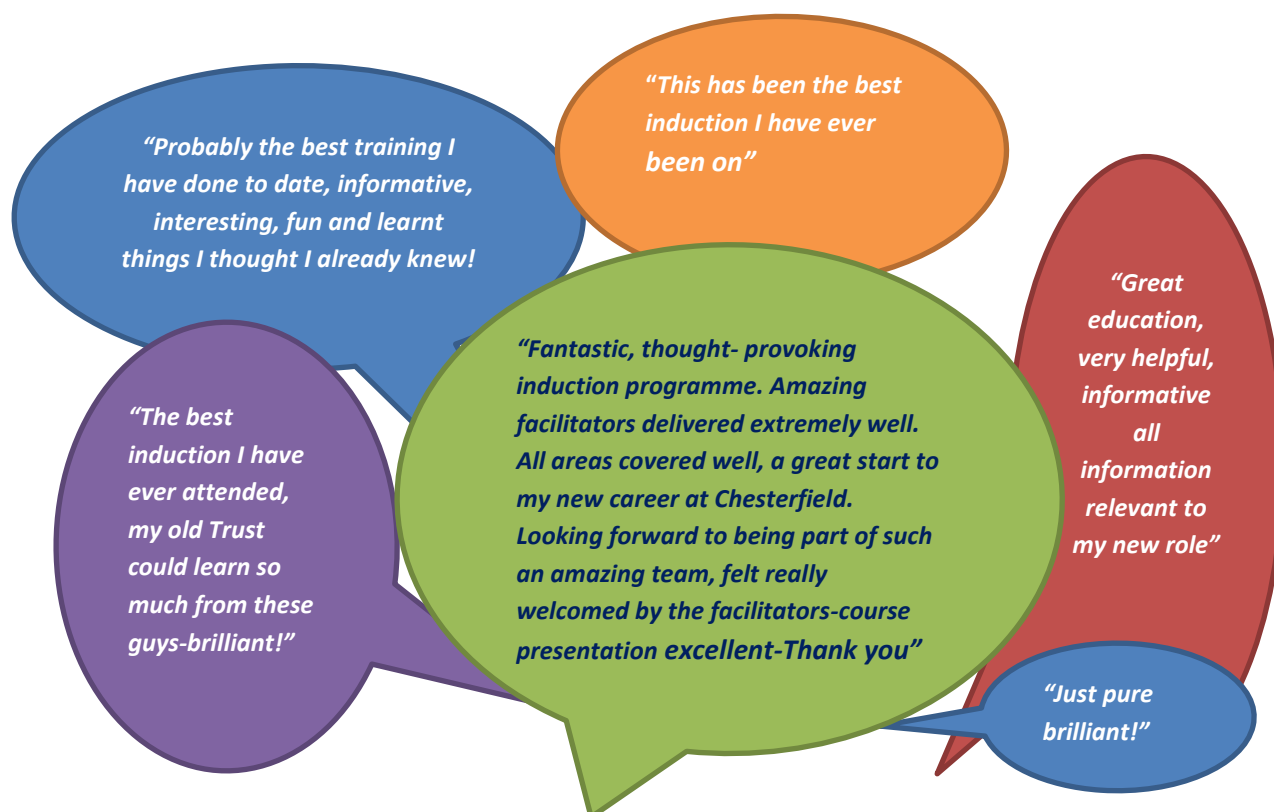 “Probably the best training I
have done to date, informative,
interesting, fun and learnt
things I thought I already knew!
“This has been the best
induction I have ever
been on”
“Great
education,
very helpful,
informative
all
information
relevant to
my new role”
“The best
induction I have
ever attended,
my old Trust
could learn so
much from these
guys-brilliant!”
“Fantastic, thought- provoking
induction programme. Amazing
facilitators delivered extremely well.
All areas covered well, a great start to
my new career at Chesterfield.
Looking forward to being part of such
an amazing team, felt really
welcomed by the facilitators-course
presentation excellent-Thank you”
“Just pure
brilliant!”